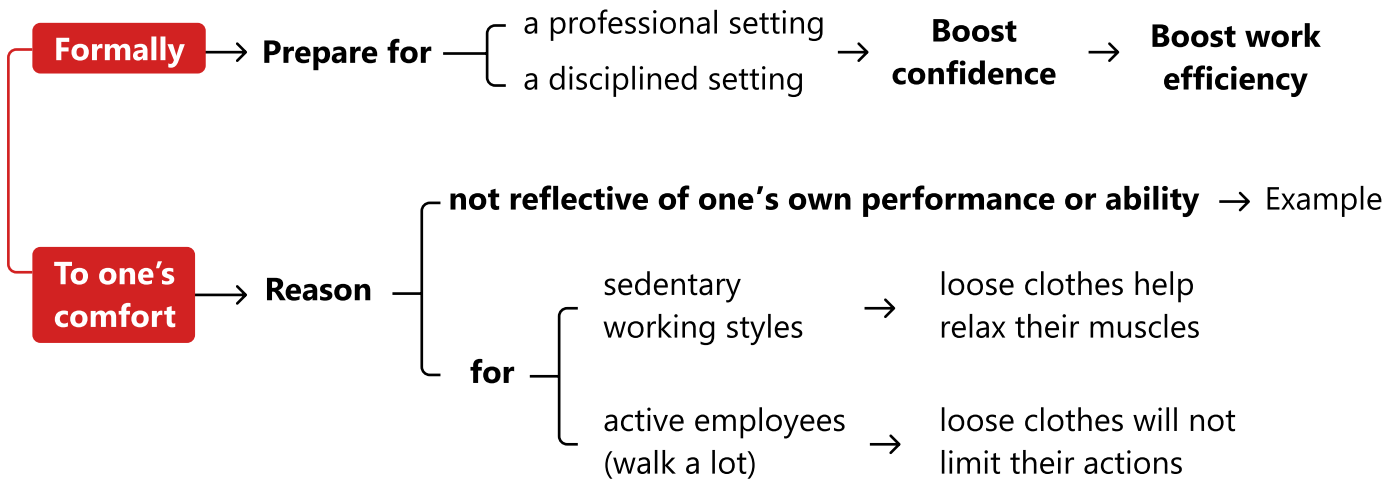 Formally
Prepare for
a professional setting
a disciplined setting
Boost
confidence
Boost work
efficiency
To one’s
comfort
Reason
not reflective of one’s own performance or ability
Example
for
sedentary
working styles
loose clothes help
relax their muscles
active employees
(walk a lot)
loose clothes will not
limit their actions